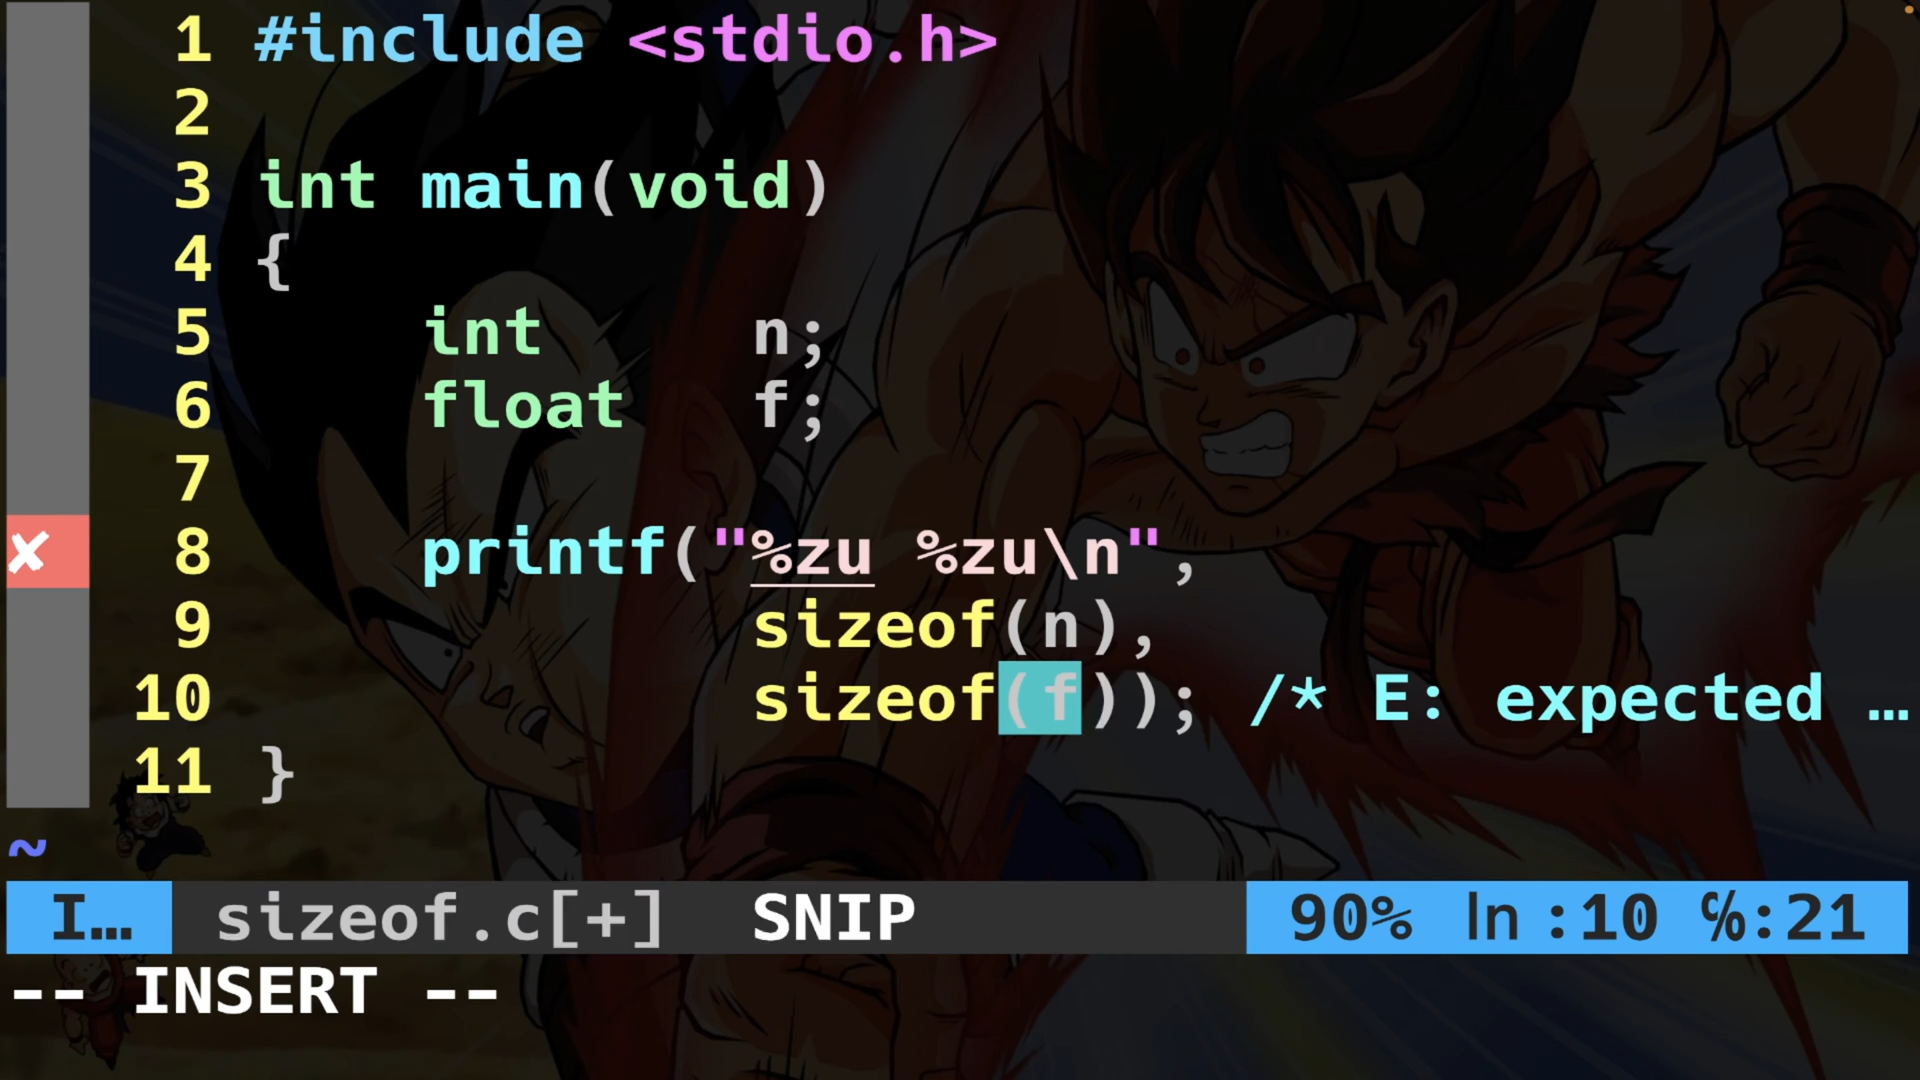 1 #include <stdio.h>
2
3 int main(void)
4 {
5 int n;
6 float f;
7
8 printf("%zu %zu\n",
9 sizeof(n),
10 sizeof(f)); /* E: expected …
11 }
~
I… sizeof.c[+] SNIP 90% ln :10 ℅:21
-- INSERT --